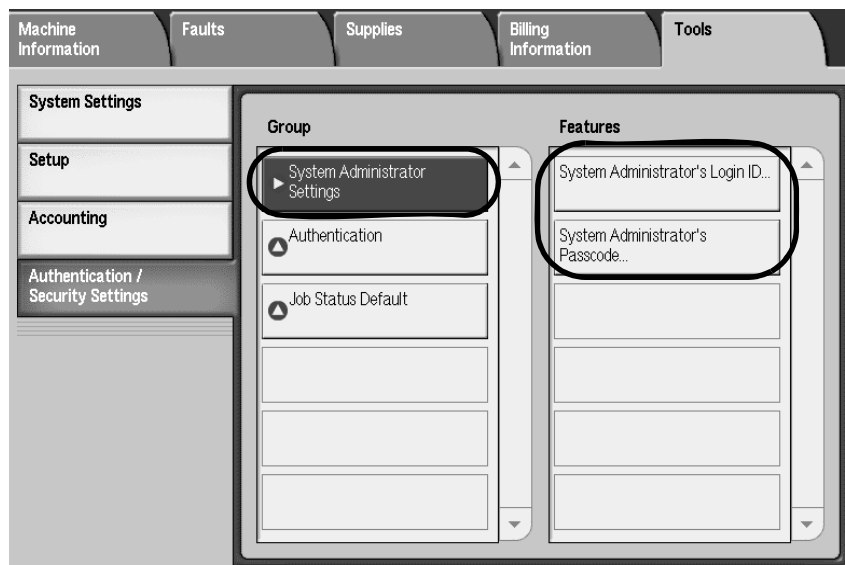 Machine
Information
Faults
Supplies
Billing
Information
Tools
System Settings
Setup
Accounting
Authentication /
Security Settings
Group
System Administrator
Settings
Authentication
Job Status Default
Features
System Administrator's Login ID...
System Administrator's
Passcode...